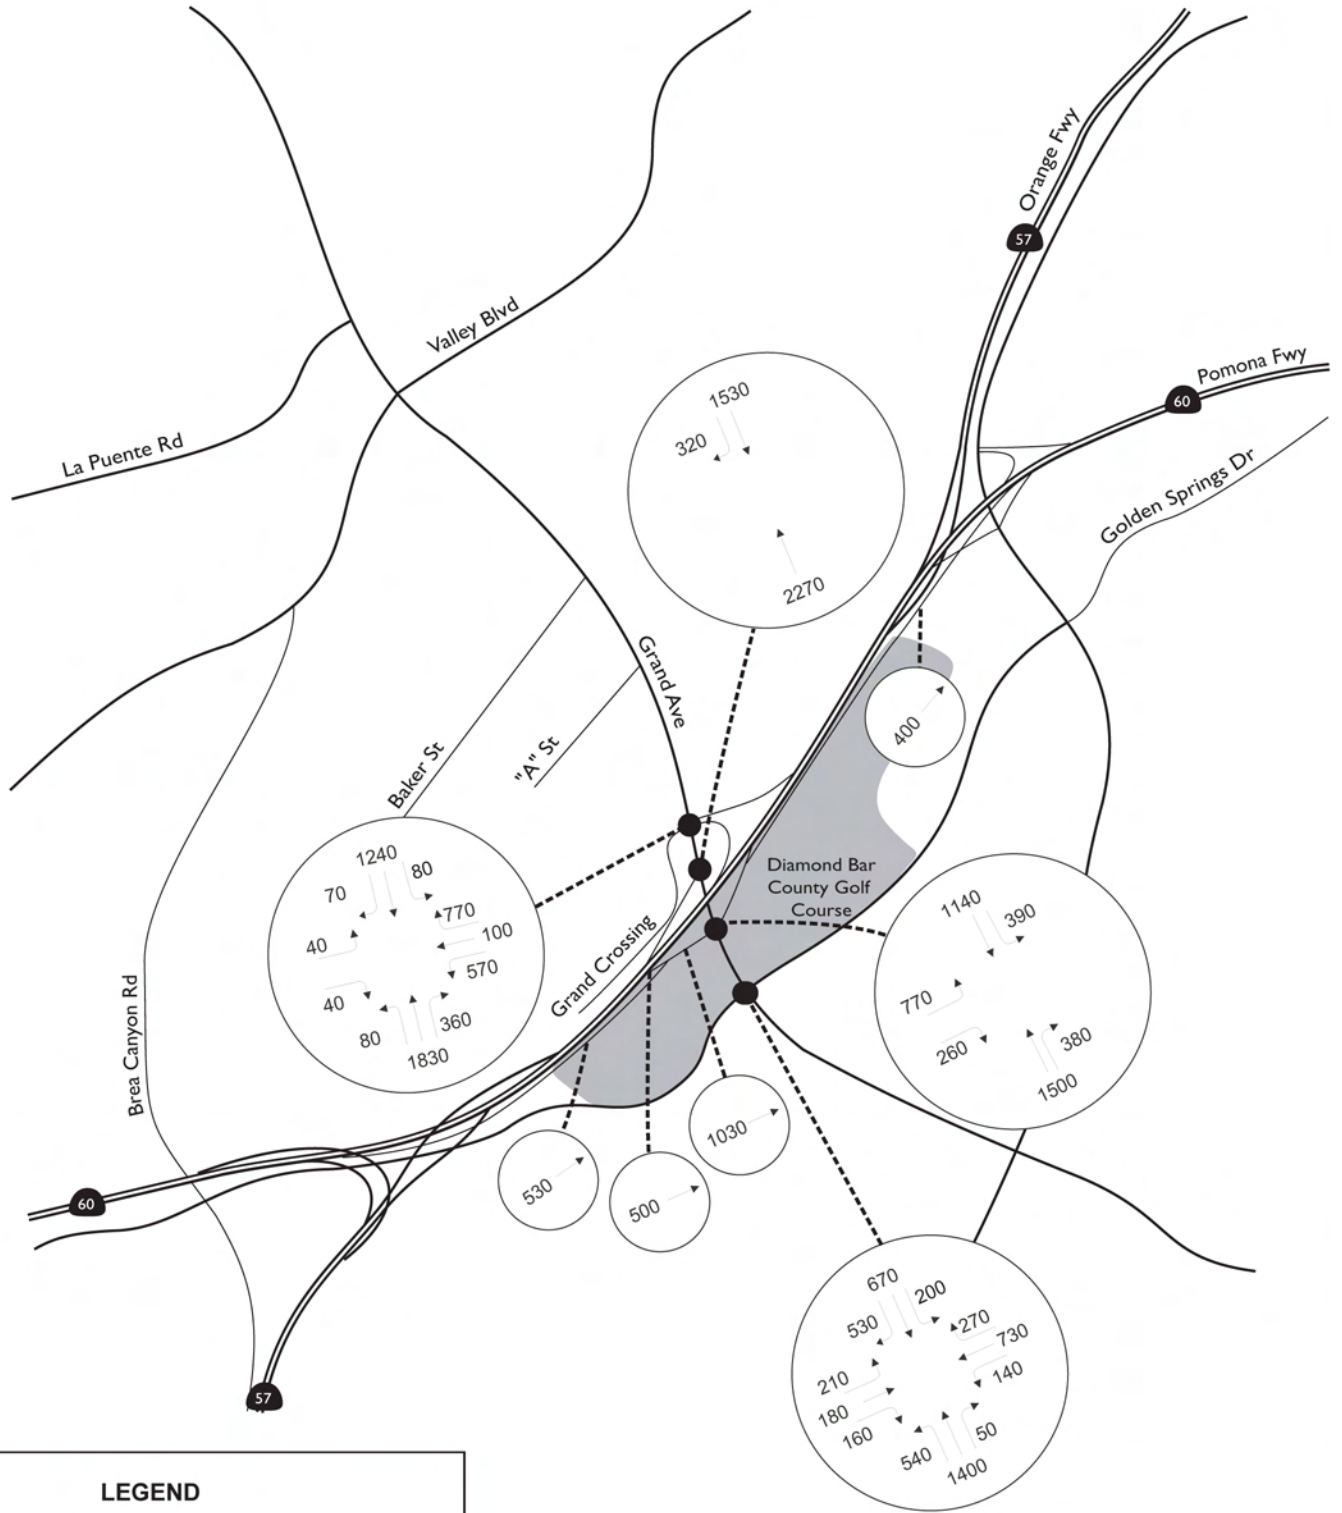 Orange Fwy
57
Valley Blvd
Pomona Fwy
60
La Puente Rd
1530
320
2270
Golden Springs Dr
Grand Ave
400
"A" St
Baker St
1240
80
70
770
100
40
570
40
360
80
1830
Diamond Bar
County Golf
Course
Grand Crossing
1140
390
770
260
380
1500
Brea Canyon Rd
1030
530
500
60
670
200
530
270
730
210
140
180
160
50
540
1400
57
LEGEND